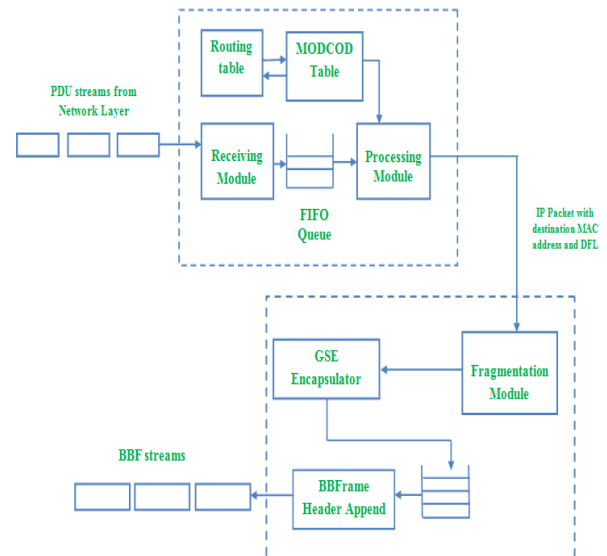 Routing
table
MODCOD
Table
PDU streams from
Network Layer
Receiving
Module
Processing
Module
FIFO
Queue
IP Packet with
destination MAC
address and DFL
GSE
Encapsulator
Fragmentation
Module
BBF streams
BBFrame
Header Append